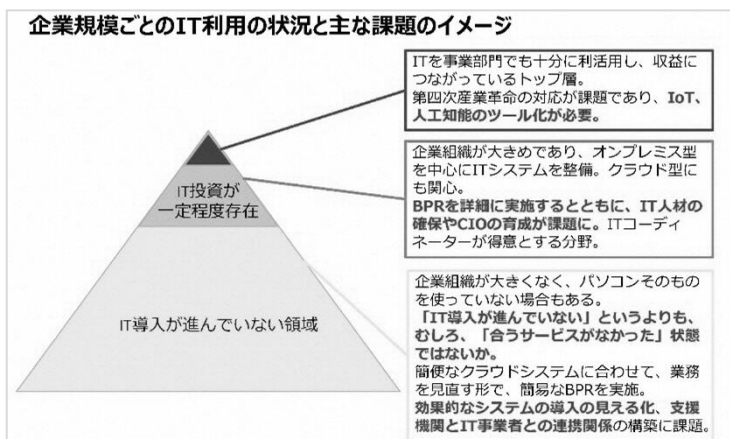 企業規模ごとのIT利用の状況と主な課題のイメージ
ITを事業部門でも十分に利活用し、収益に
つながっているトップ層。
第四次産業革命の対応が課題であり、IoT、
人工知能のツール化が必要。
企業組織が大きめであり、オンプレミス型
を中心にITシステムを整備。クラウド型に
も関心。
BPRを詳細に実施するとともに、IT人材の
確保やCIOの育成が課題に。ITコーディ
ネーターが得意とする分野。
IT投資が
一定程度存在
企業組織が大きくなく、パソコンそのもの
を使っていない場合もある。
「IT導入が進んでいない」というよりも、
むしろ、「合うサービスがなかった」状態
ではないか。
簡便なクラウドシステムに合わせて、業務
を見直す形で、簡易なBPRを実施。
効果的なシステムの導入の見える化、支援
機関とIT事業者との連携関係の構築に課題。
IT導入が進んでいない領域